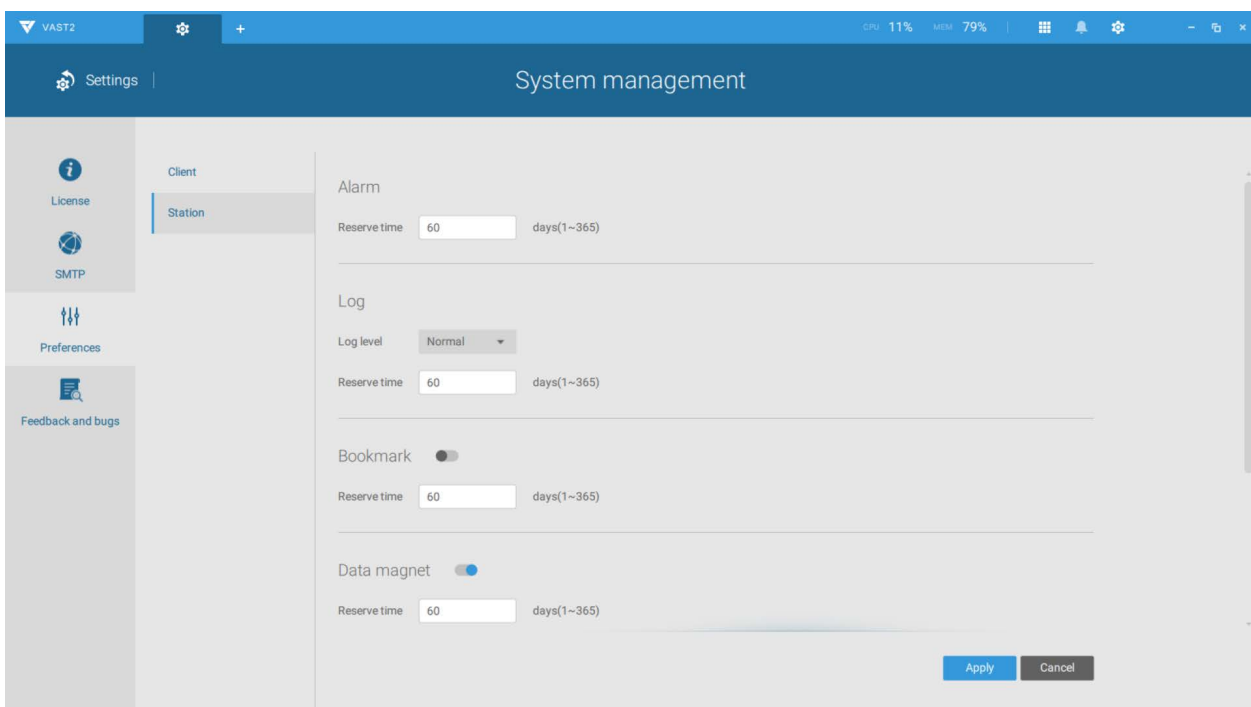 VAST2
+
CPU 11% MEM 79%
Settings
System management
License
SMTP
Preferences
Feedback and bugs
Client
Station
Alarm
Reserve time 60 days(1~365)
Log
Log level Normal
Reserve time 60 days(1~365)
Bookmark
Reserve time 60 days(1~365)
Data magnet
Reserve time 60 days(1~365)
Apply Cancel